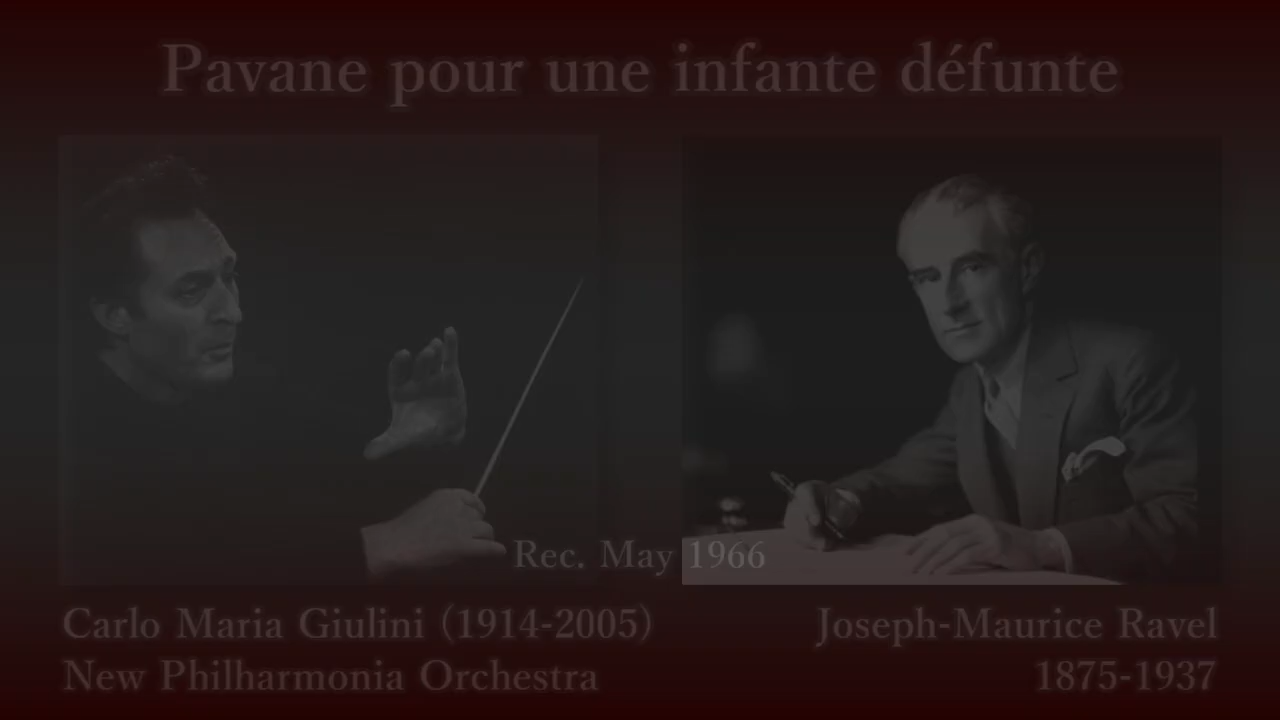 Pavane pour une infante défunte
Rec. May 1966
Carlo Maria Giulini (1914-2005)
New Philharmonia Orchestra
Joseph-Maurice Ravel
1875-1937